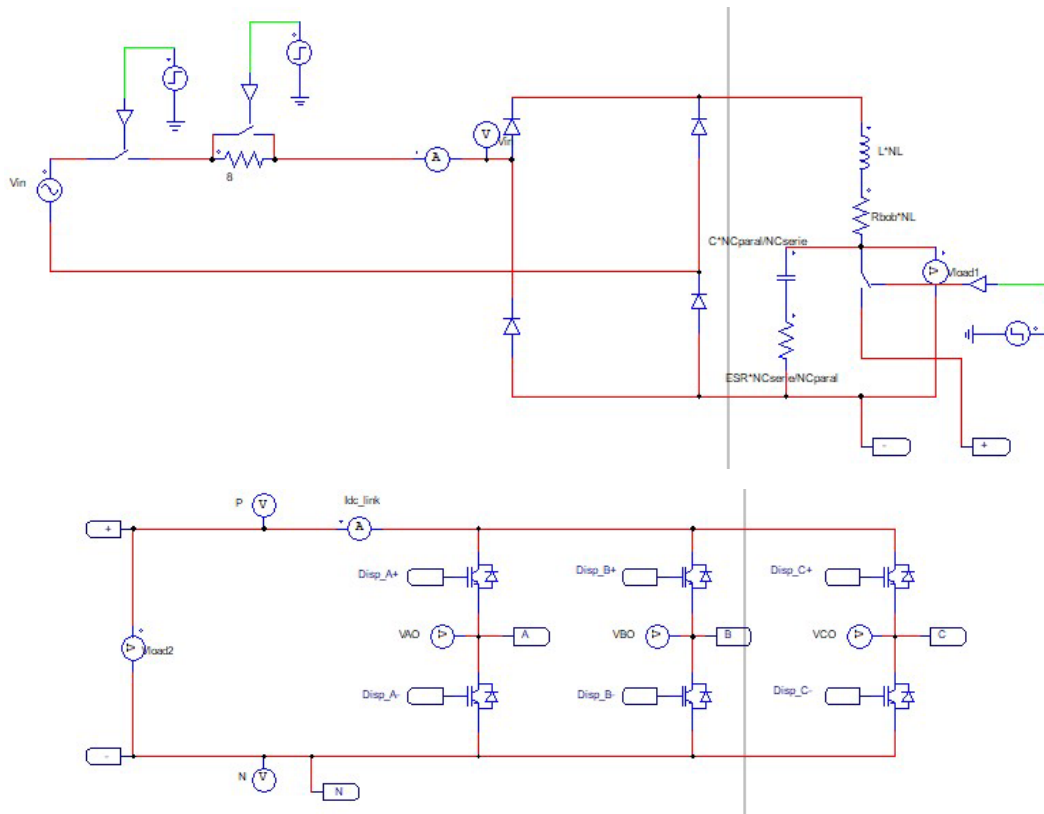 Vin
8
A
V
Vin
L*NL
Rbob*NL
C*NCparal/NCserie
V
Vload1
ESR*NCserie/NCparal
-
+
P
V
Idc_link
A
+
Disp_A+
Disp_B+
Disp_C+
VAO
V
A
VBO
V
B
VCO
V
C
V
Vload2
Disp_A-
Disp_B-
Disp_C-
-
N
V
N